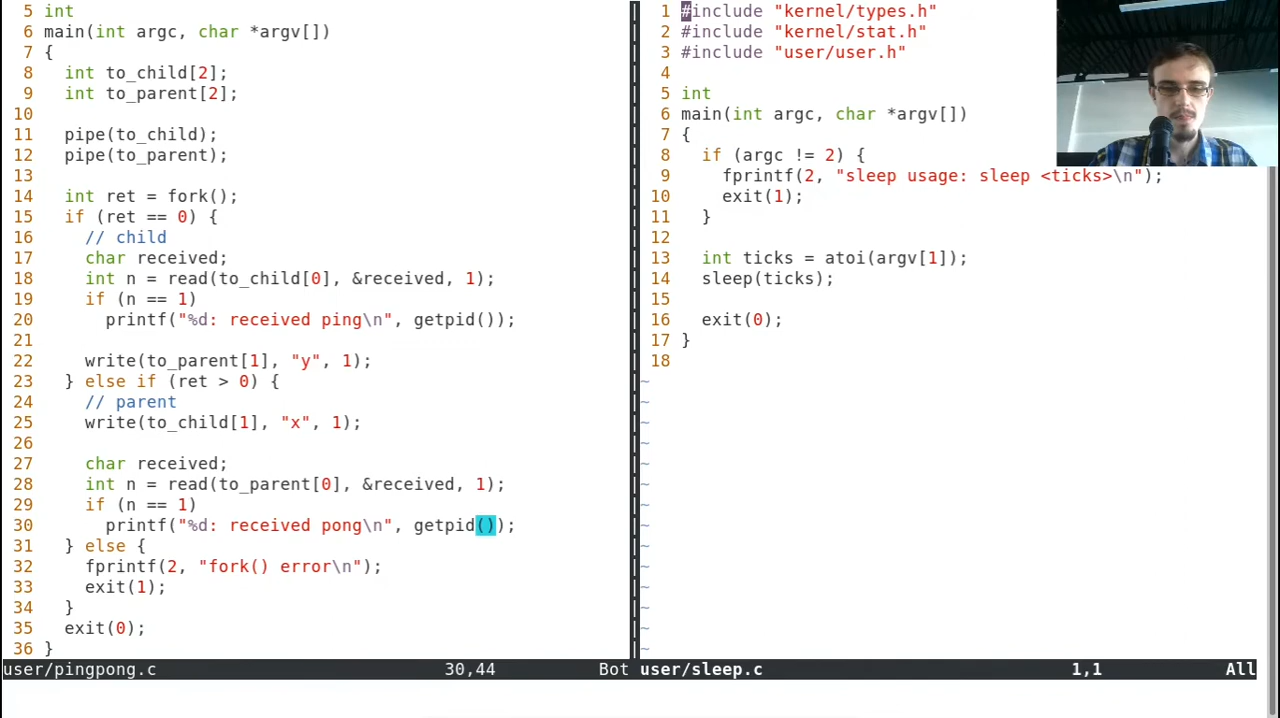 5 int
6 main(int argc, char *argv[])
7 {
8   int to_child[2];
9   int to_parent[2];
10
11   pipe(to_child);
12   pipe(to_parent);
13
14   int ret = fork();
15   if (ret == 0) {
16     // child
17     char received;
18     int n = read(to_child[0], &received, 1);
19     if (n == 1)
20       printf("%d: received ping\n", getpid());
21
22     write(to_parent[1], "y", 1);
23   } else if (ret > 0) {
24     // parent
25     write(to_child[1], "x", 1);
26
27     char received;
28     int n = read(to_parent[0], &received, 1);
29     if (n == 1)
30       printf("%d: received pong\n", getpid());
31   } else {
32     fprintf(2, "fork() error\n");
33     exit(1);
34   }
35   exit(0);
36 }
user/pingpong.c 30,44 Bot
1 #include "kernel/types.h"
2 #include "kernel/stat.h"
3 #include "user/user.h"
4
5 int
6 main(int argc, char *argv[])
7 {
8   if (argc != 2) {
9     fprintf(2, "sleep usage: sleep <ticks>\n");
10     exit(1);
11   }
12
13   int ticks = atoi(argv[1]);
14   sleep(ticks);
15
16   exit(0);
17 }
18
~
~
~
~
~
~
~
~
~
~
~
~
~
~
user/sleep.c 1,1 All